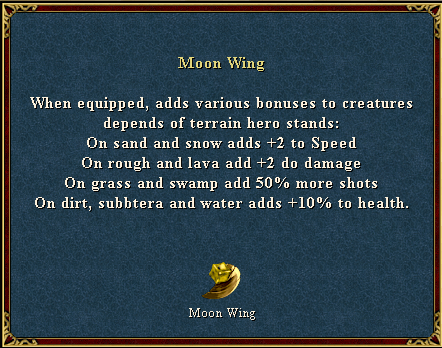 Moon Wing
When equipped, adds various bonuses to creatures
depends of terrain hero stands:
On sand and snow adds +2 to Speed
On rough and lava add +2 do damage
On grass and swamp add 50% more shots
On dirt, subbtera and water adds +10% to health.
Moon Wing